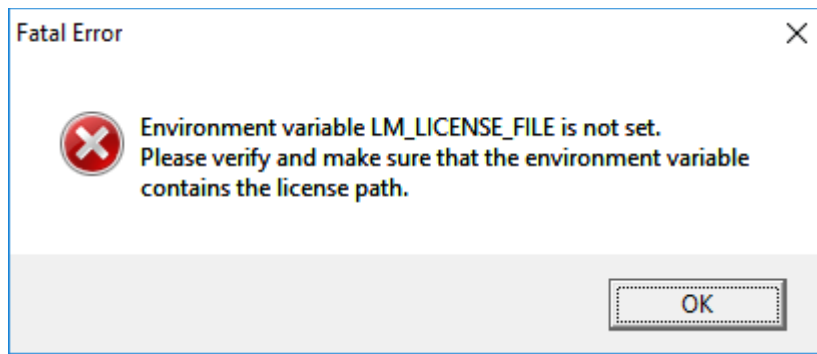 Fatal Error
Environment variable LM_LICENSE_FILE is not set.
Please verify and make sure that the environment variable
contains the license path.
OK